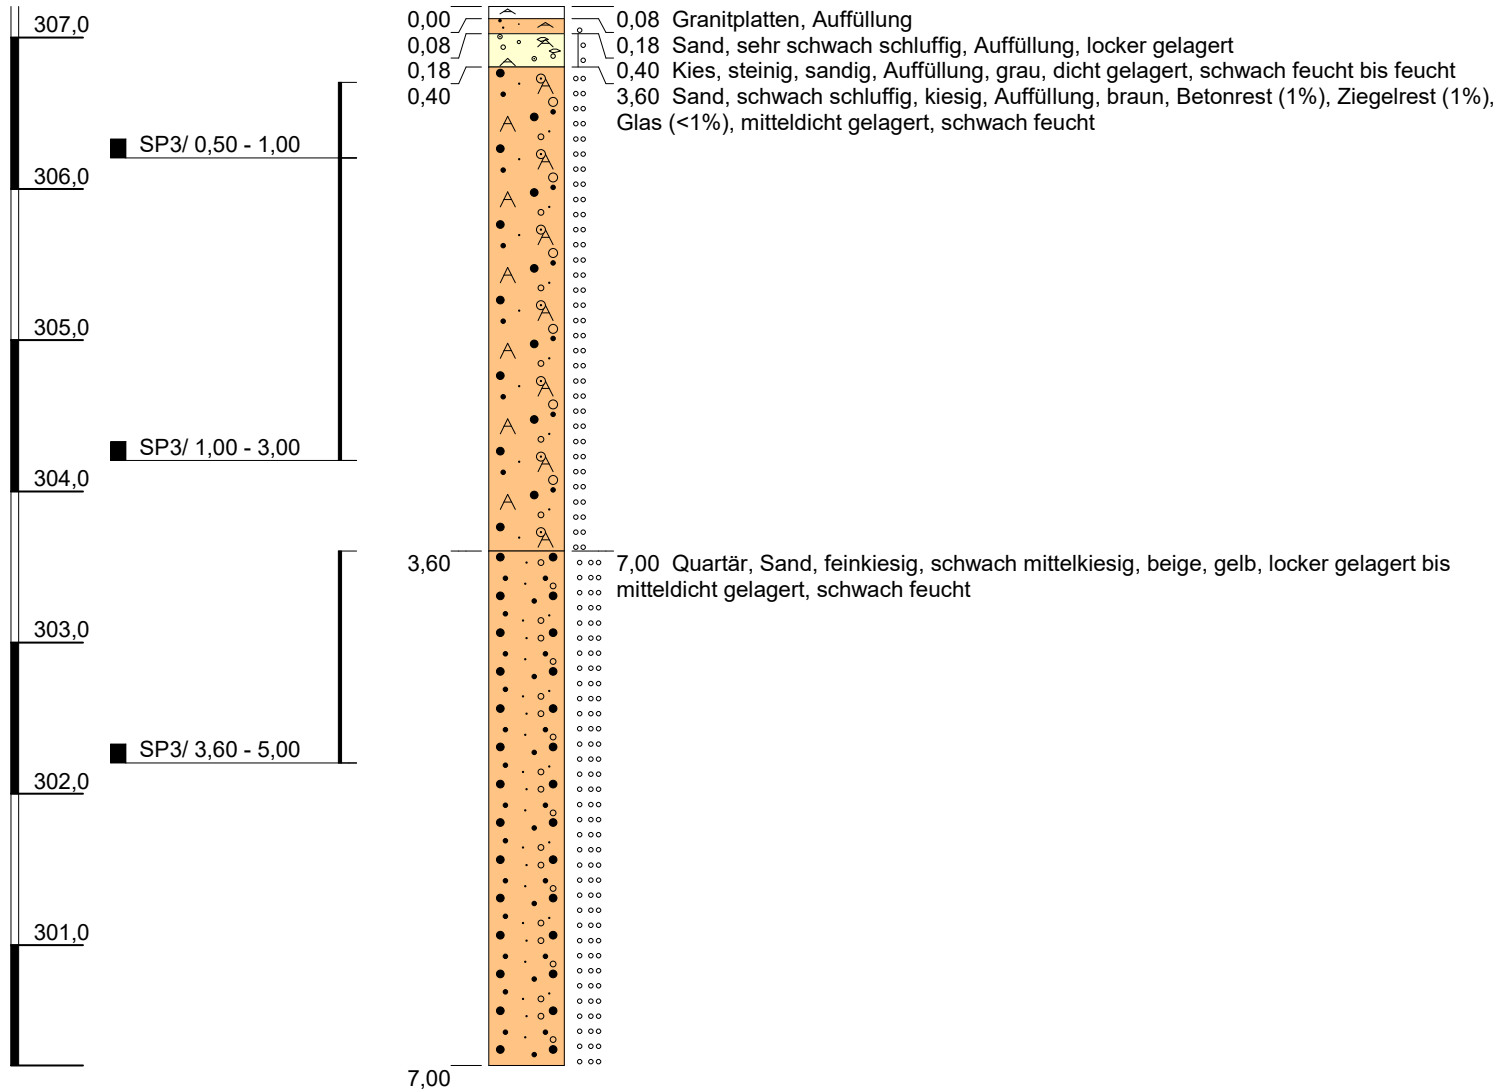 307,0
0,00
0,08 Granitplatten, Auffüllung
0,08
0,18 Sand, sehr schwach schluffig, Auffüllung, locker gelagert
0,18
0,40 Kies, steinig, sandig, Auffüllung, grau, dicht gelagert, schwach feucht bis feucht
0,40
3,60 Sand, schwach schluffig, kiesig, Auffüllung, braun, Betonrest (1%), Ziegelrest (1%),
Glas (<1%), mitteldicht gelagert, schwach feucht
SP3/ 0,50 - 1,00
306,0
305,0
SP3/ 1,00 - 3,00
304,0
3,60
7,00 Quartär, Sand, feinkiesig, schwach mittelkiesig, beige, gelb, locker gelagert bis
mitteldicht gelagert, schwach feucht
303,0
SP3/ 3,60 - 5,00
302,0
301,0
7,00